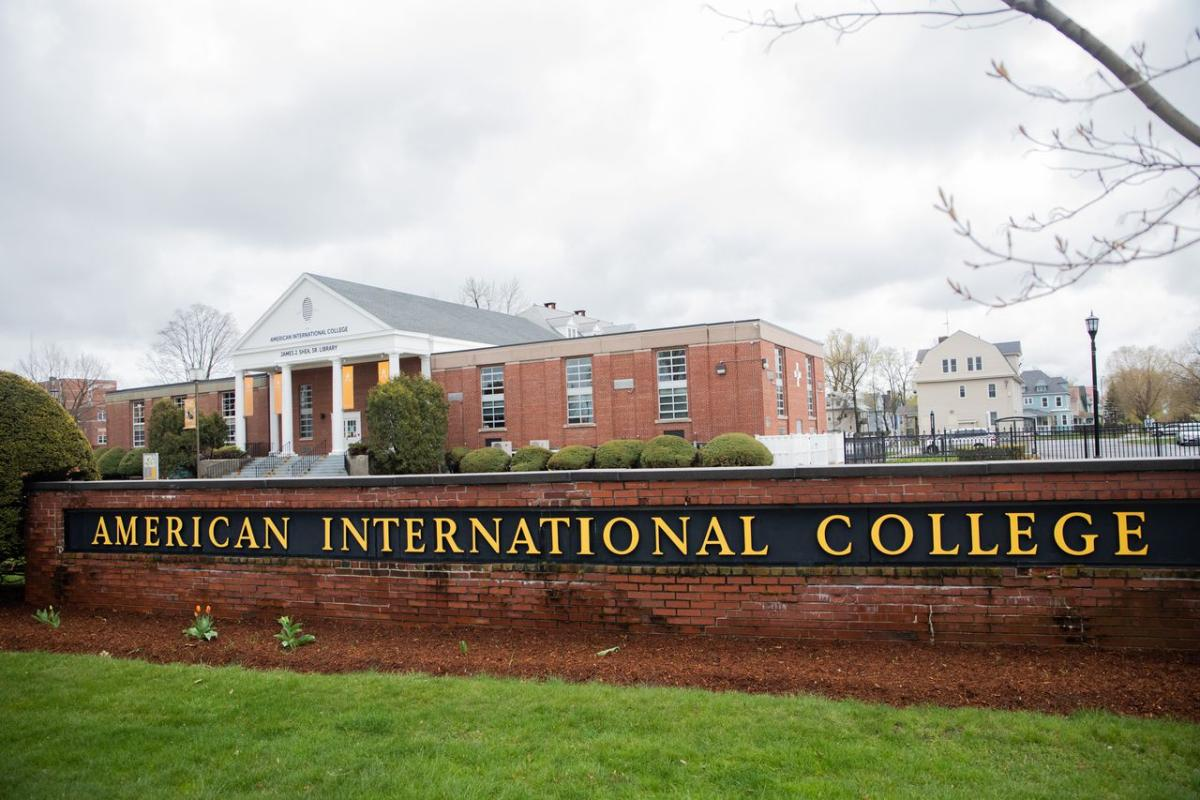 AMERICAN INTERNATIONAL COLLEGE
JAMES J. SHEA, SR. LIBRARY
AMERICAN INTERNATIONAL COLLEGE